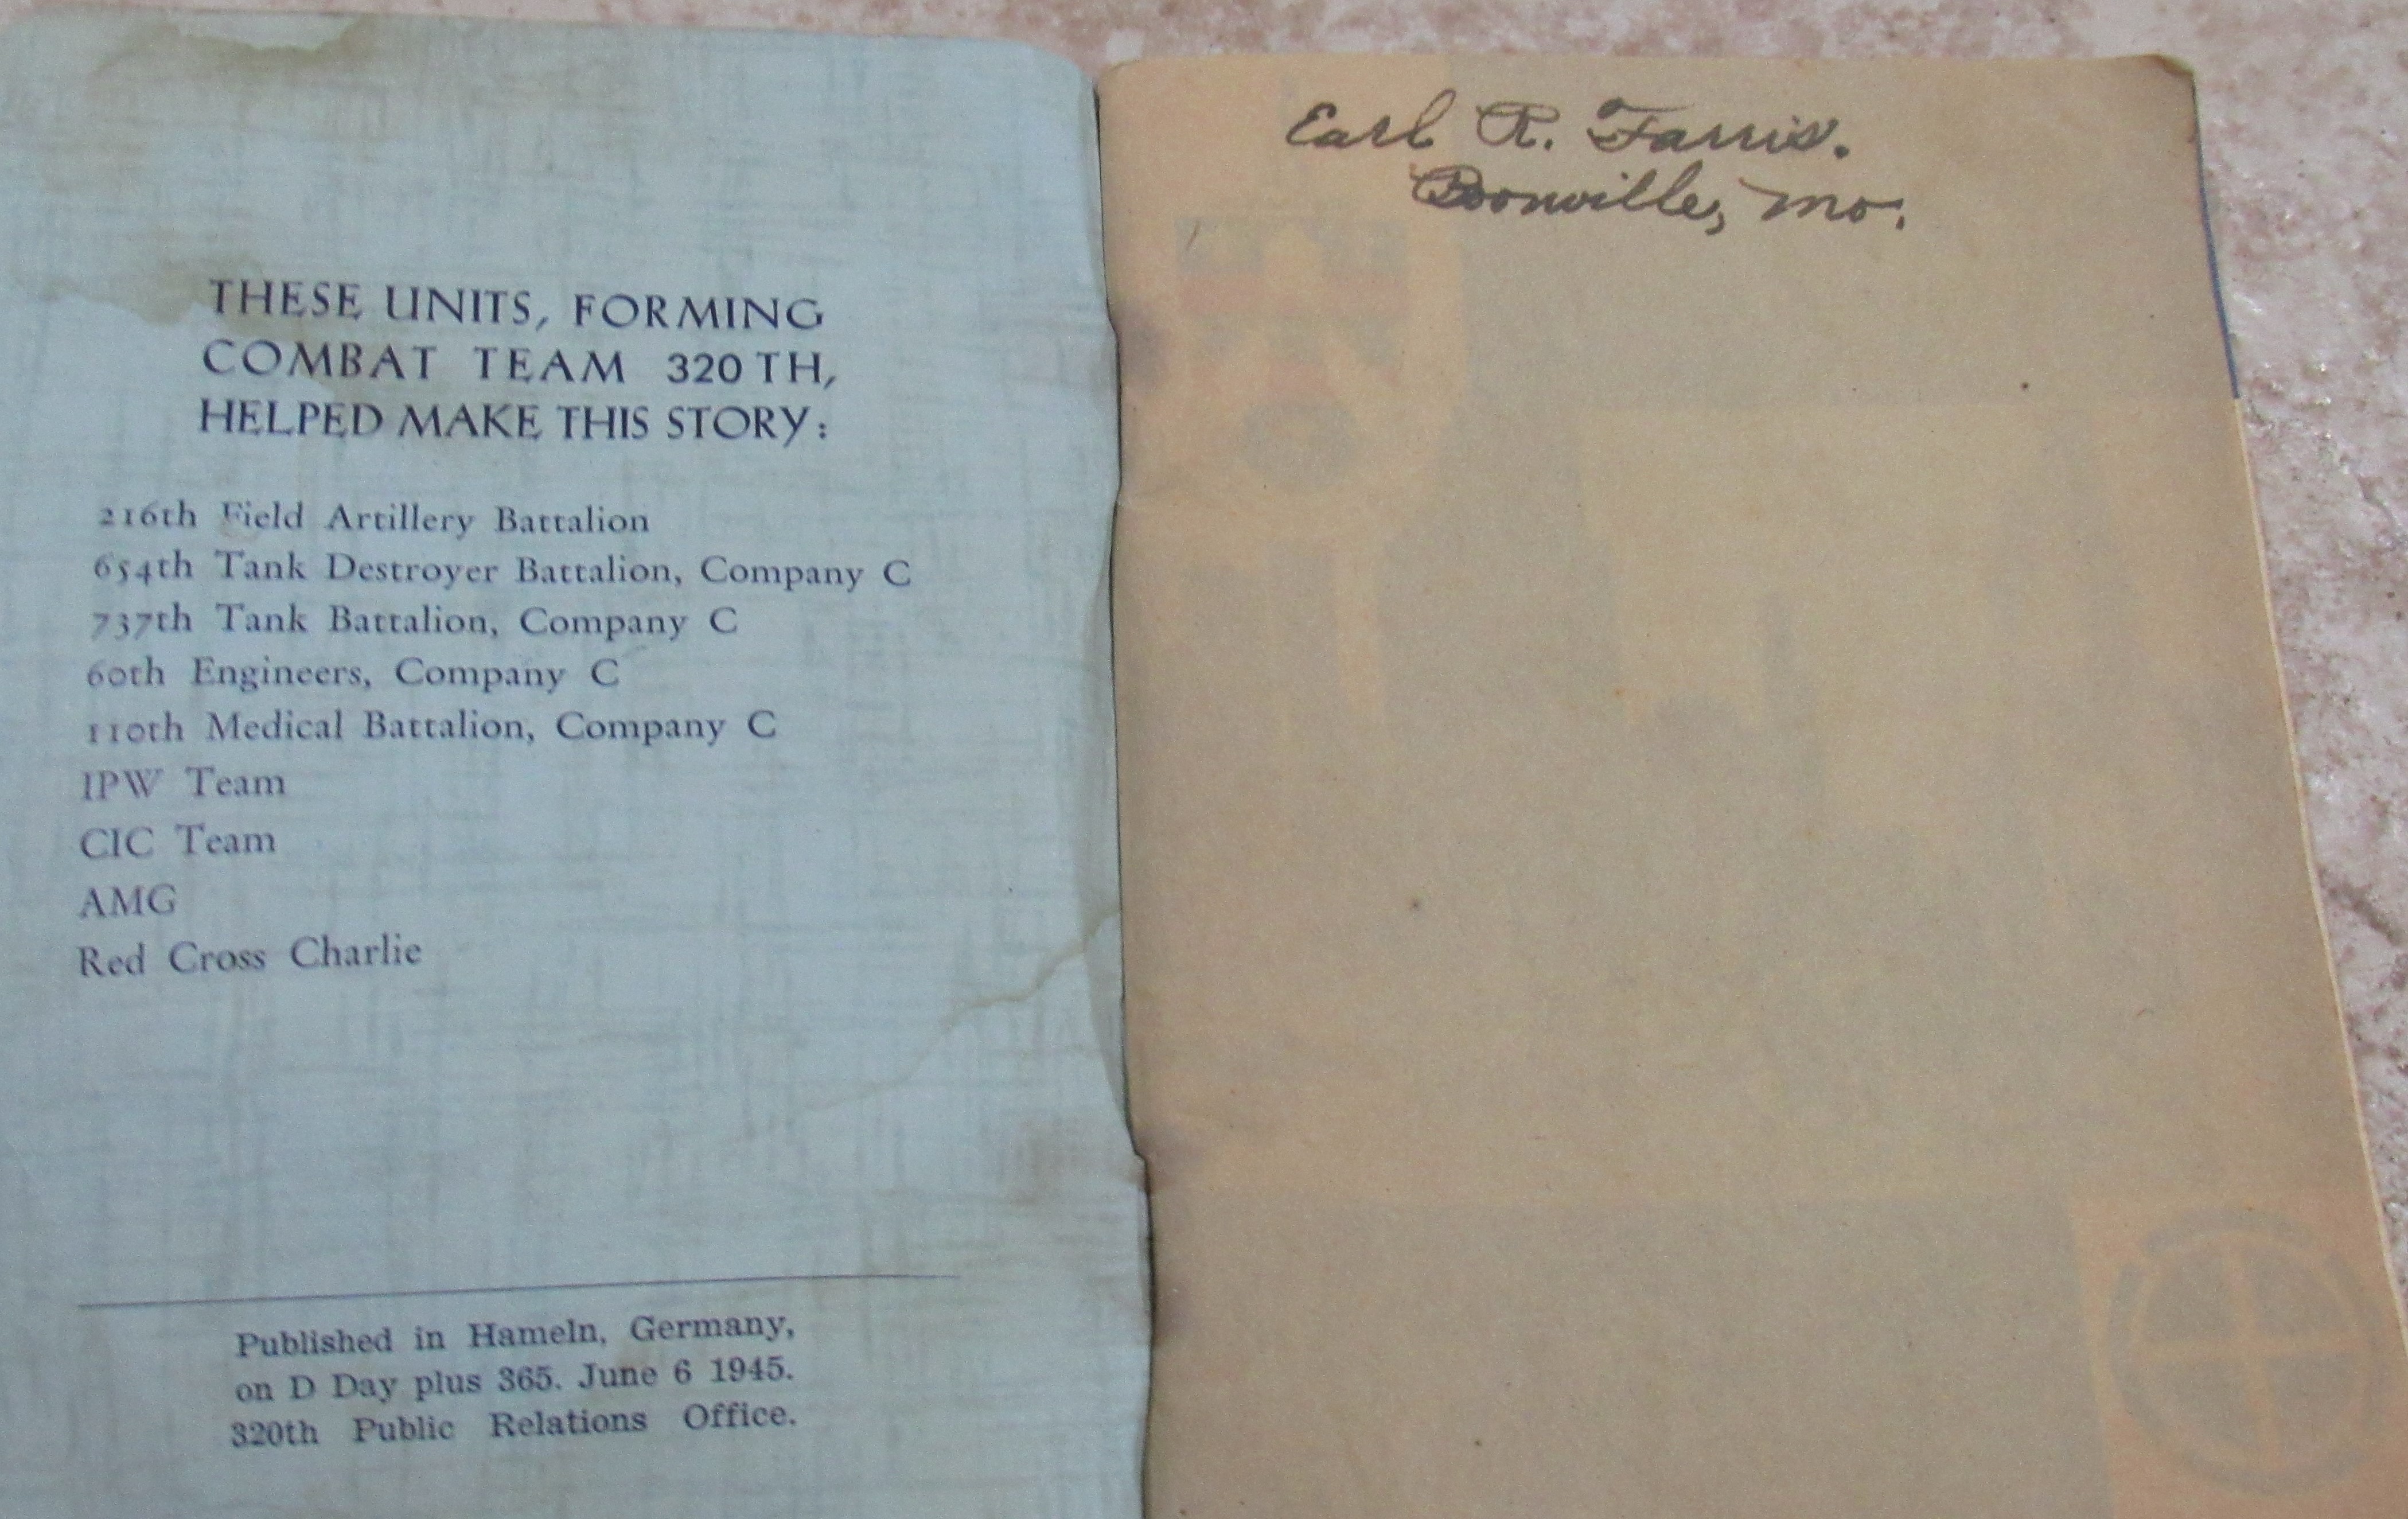 THESE UNITS, FORMING
COMBAT TEAM 320 TH,
HELPED MAKE THIS STORY:
216th Field Artillery Battalion
654th Tank Destroyer Battalion, Company C
737th Tank Battalion, Company C
60th Engineers, Company C
110th Medical Battalion, Company C
IPW Team
CIC Team
AMG
Red Cross Charlie
Published in Hameln, Germany,
on D Day plus 365. June 6 1945.
320th Public Relations Office.
Earl R. Farris.
Boonville, Mo.